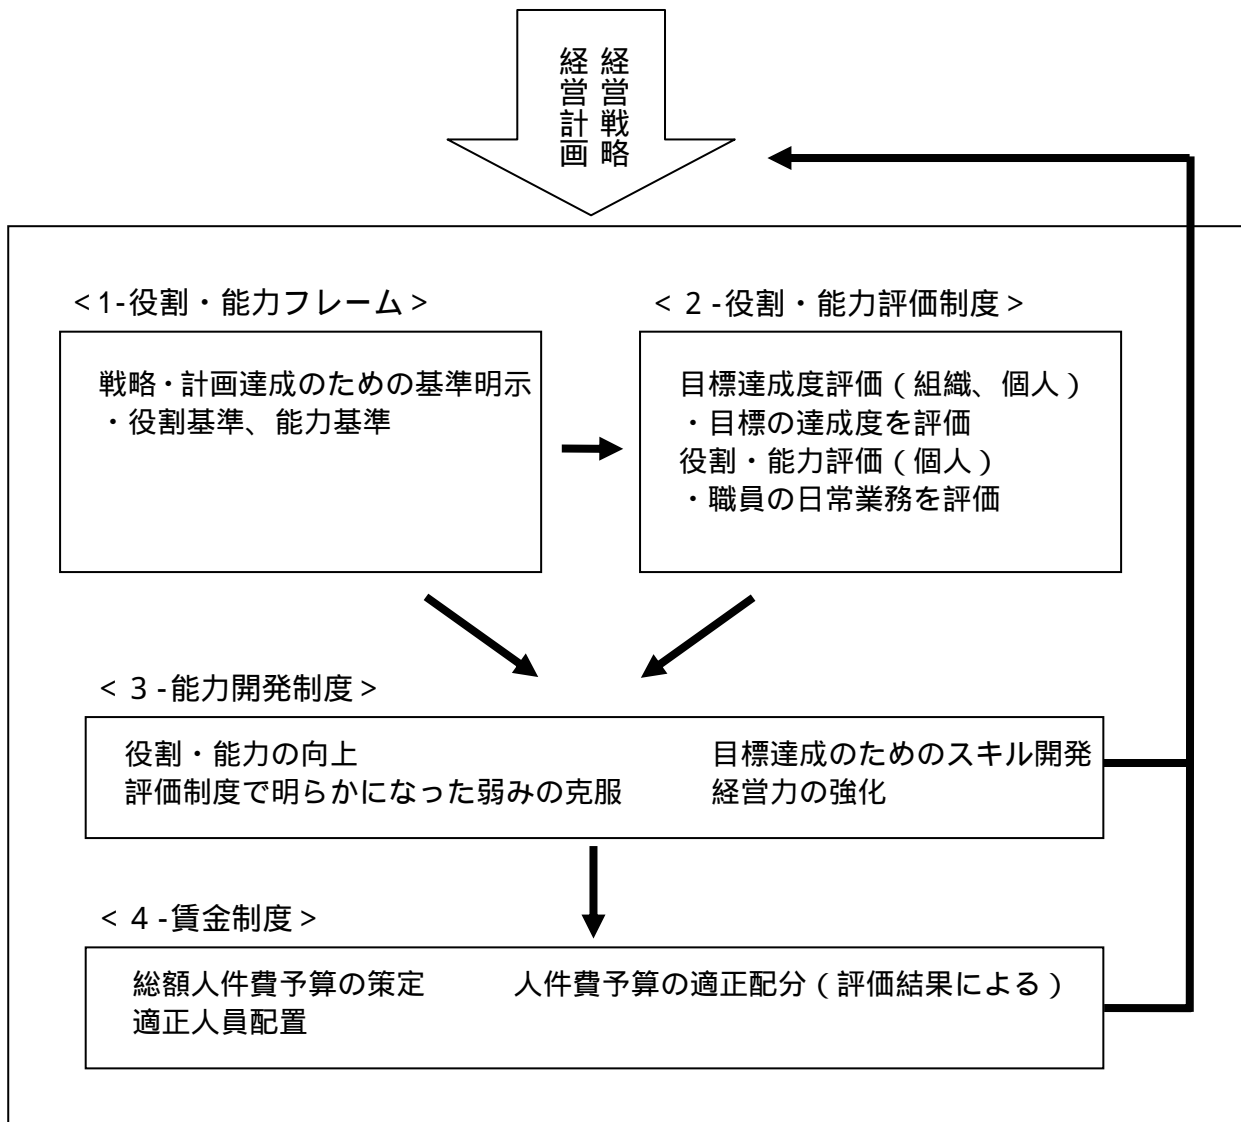 経営戦略
経営計画
<1-役割・能力フレーム>
戦略・計画達成のための基準明示
・役割基準、能力基準
<２-役割・能力評価制度>
目標達成度評価（組織、個人）
・目標の達成度を評価
役割・能力評価（個人）
・職員の日常業務を評価
<３-能力開発制度>
役割・能力の向上
評価制度で明らかになった弱みの克服
目標達成のためのスキル開発
経営力の強化
<４-賃金制度>
総額人件費予算の策定
適正人員配置
人件費予算の適正配分（評価結果による）